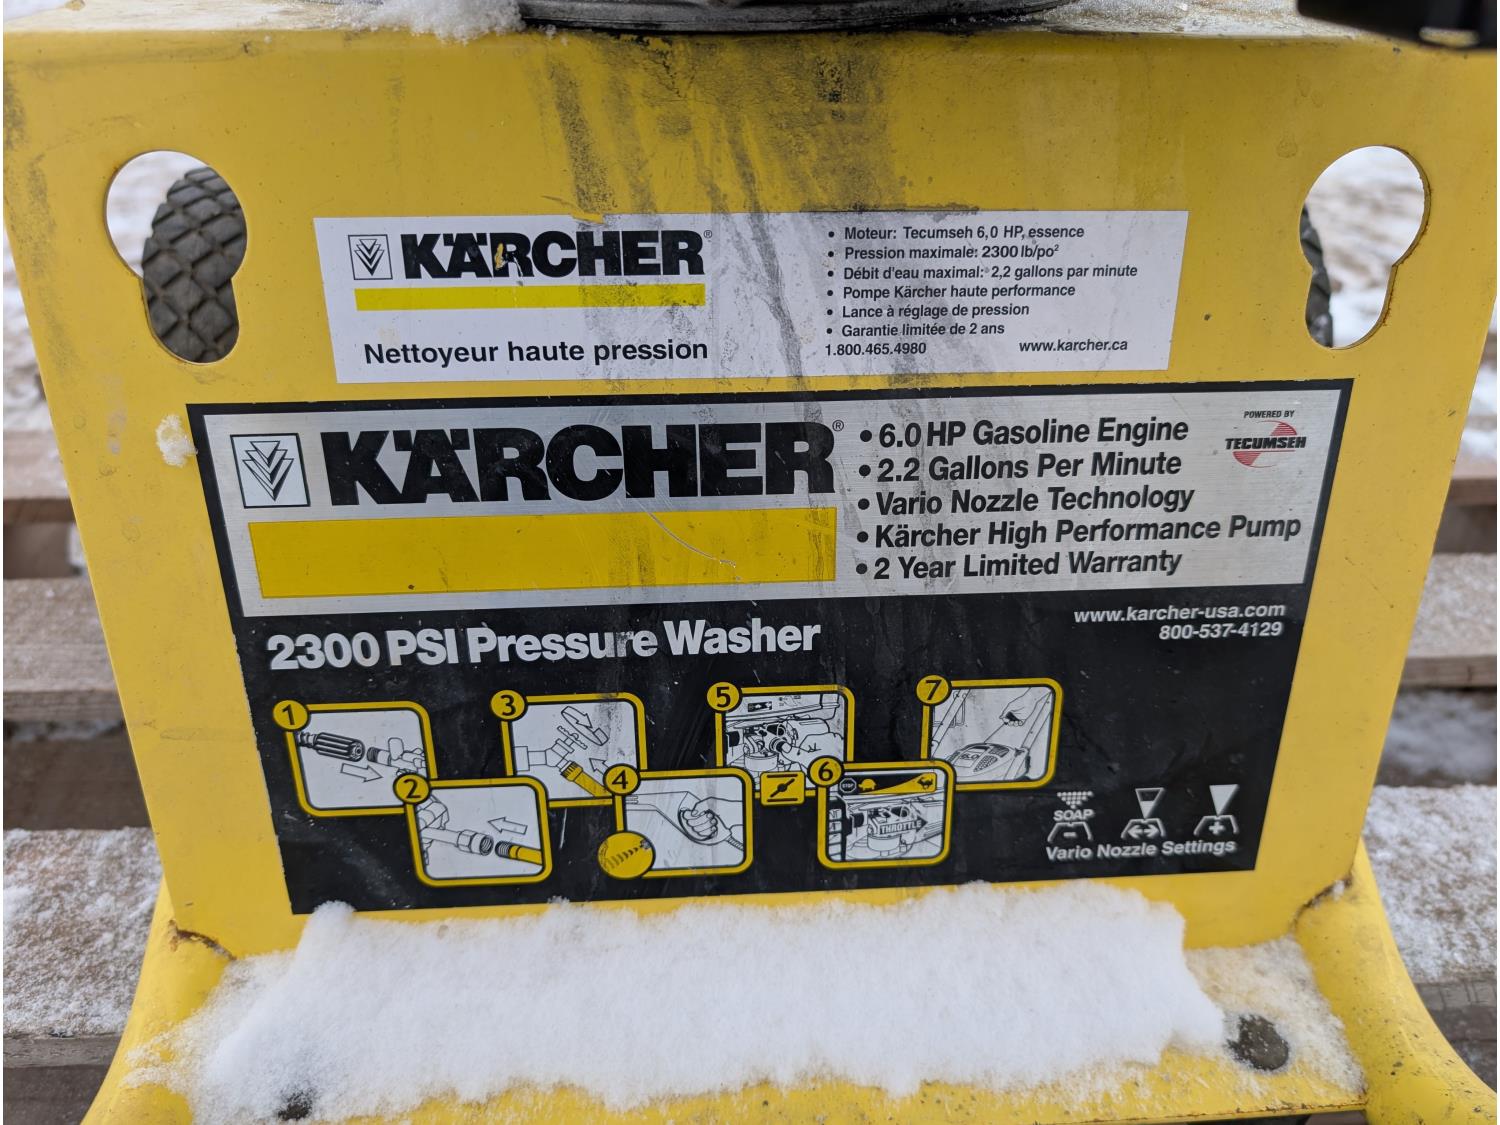 KÄRCHER®
Nettoyeur haute pression
• Moteur: Tecumseh 6,0 HP, essence
• Pression maximale: 2300 lb/po²
• Débit d'eau maximal: 2,2 gallons par minute
• Pompe Kärcher haute performance
• Lance à réglage de pression
• Garantie limitée de 2 ans
1.800.465.4980 www.karcher.ca
KÄRCHER®
• 6.0 HP Gasoline Engine
• 2.2 Gallons Per Minute
• Vario Nozzle Technology
• Kärcher High Performance Pump
• 2 Year Limited Warranty
POWERED BY
TECUMSEH
www.karcher-usa.com
800-537-4129
2300 PSI Pressure Washer
1
2
3
4
5
6
STOP
THROTTLE
7
SOAP
- ↔ +
Vario Nozzle Settings